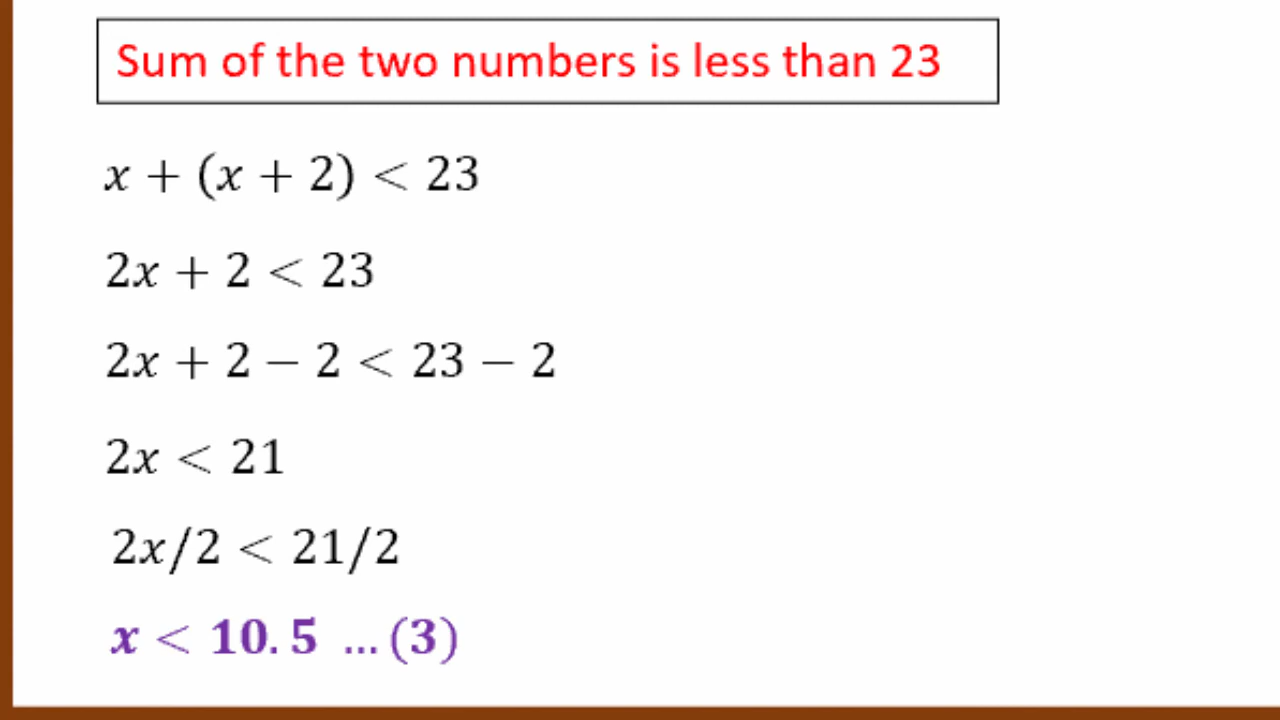 Sum of the two numbers is less than 23
x + (x + 2) < 23
2x + 2 < 23
2x + 2 − 2 < 23 − 2
2x < 21
2x/2 < 21/2
x < 10.5 ... (3)